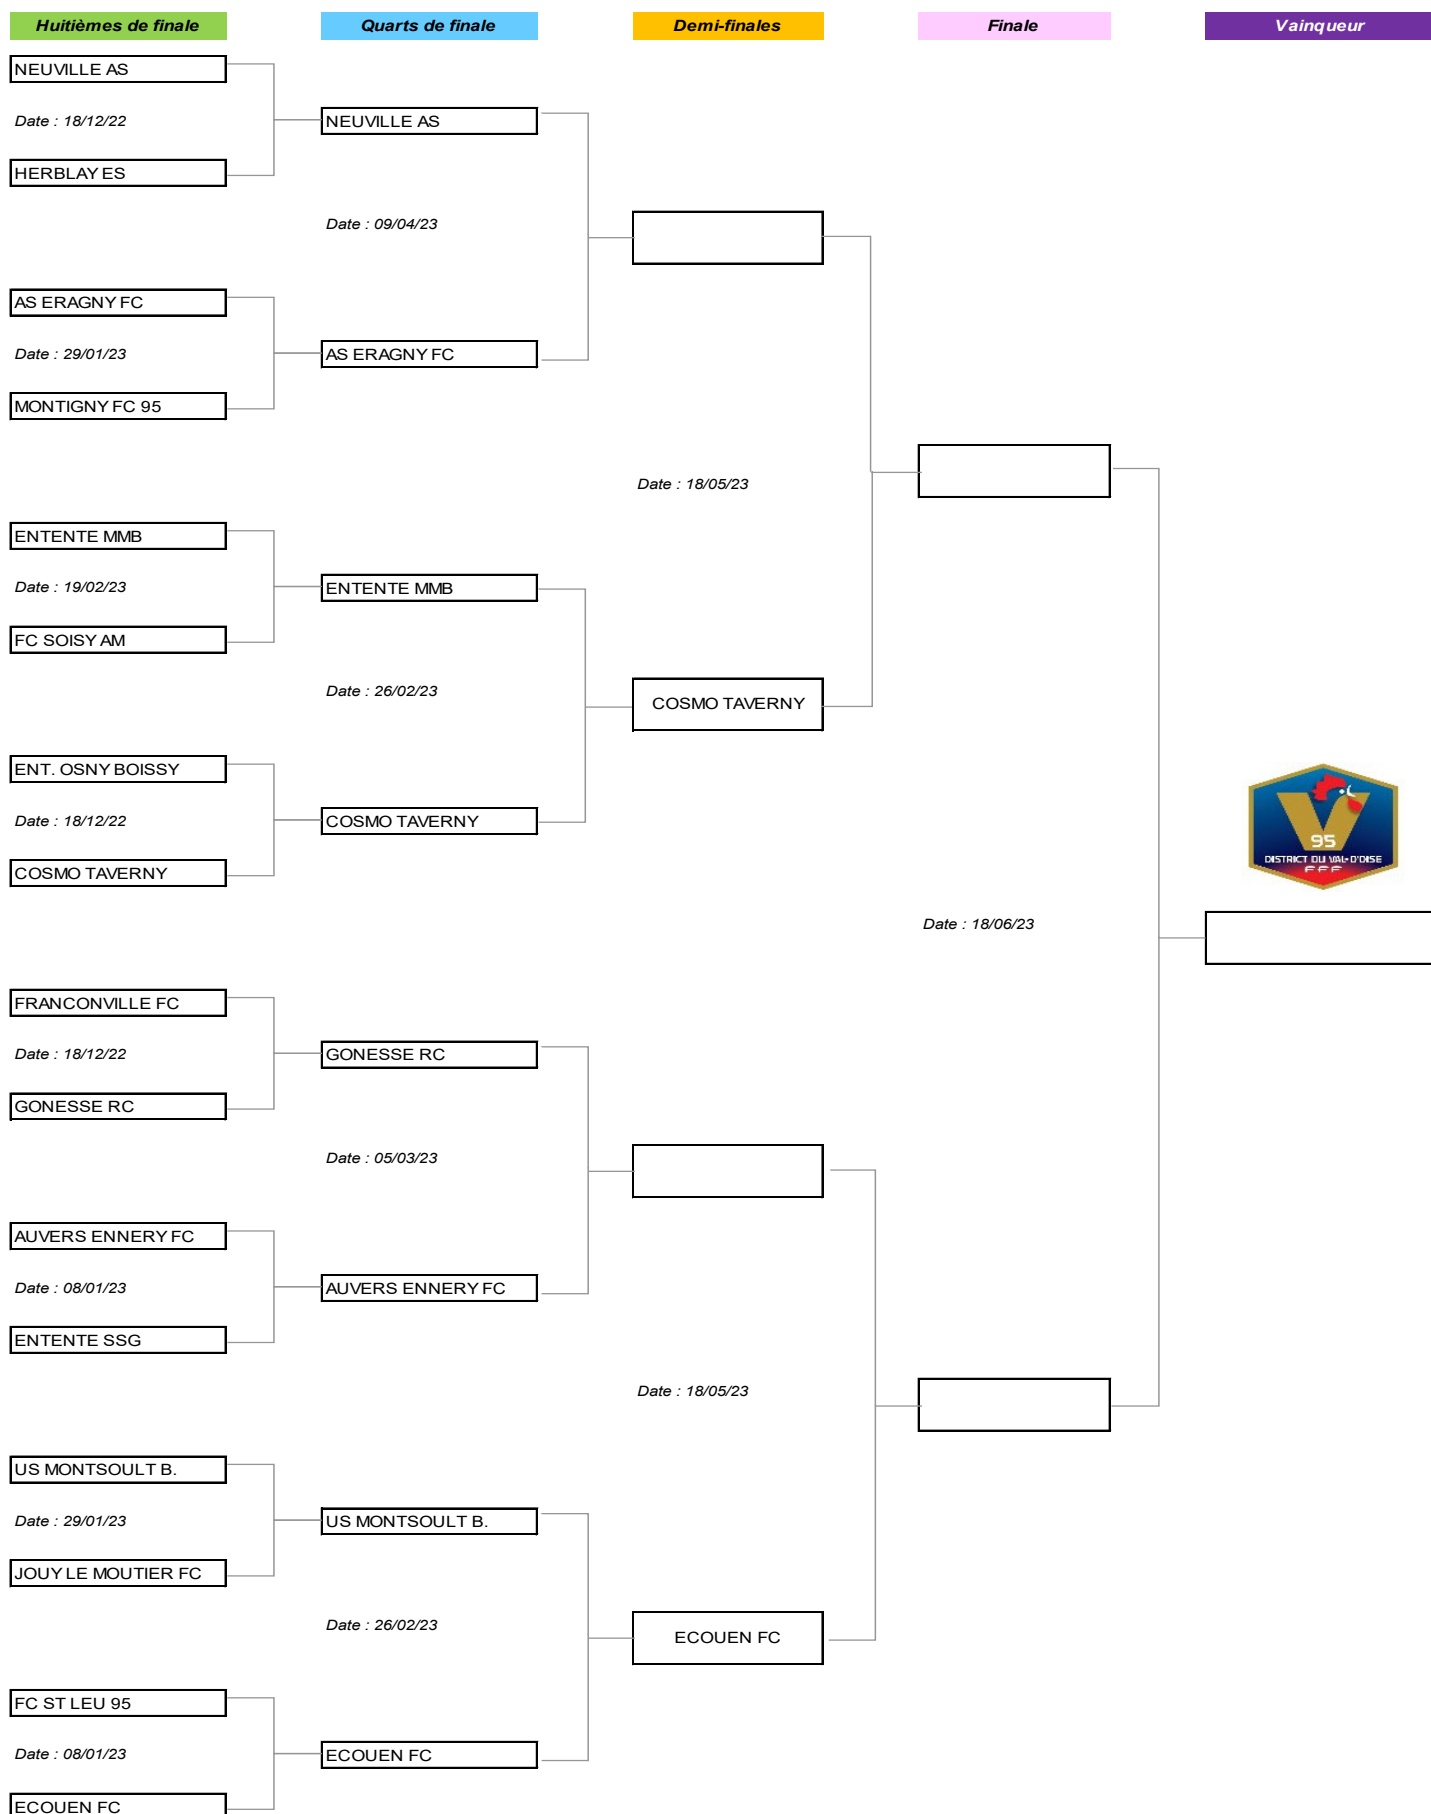 Huitièmes de finale
Quarts de finale
Demi-finales
Finale
Vainqueur
NEUVILLE AS
Date : 18/12/22
NEUVILLE AS
HERBLAY ES
Date : 09/04/23
AS ERAGNY FC
Date : 29/01/23
AS ERAGNY FC
MONTIGNY FC 95
Date : 18/05/23
ENTENTE MMB
Date : 19/02/23
ENTENTE MMB
FC SOISY AM
Date : 26/02/23
COSMO TAVERNY
ENT. OSNY BOISSY
Date : 18/12/22
COSMO TAVERNY
COSMO TAVERNY
V
95
DISTRICT DU VAL-D'OISE
FFF
Date : 18/06/23
FRANCONVILLE FC
Date : 18/12/22
GONESSE RC
GONESSE RC
Date : 05/03/23
AUVERS ENNERY FC
Date : 08/01/23
AUVERS ENNERY FC
ENTENTE SSG
Date : 18/05/23
US MONTSOULT B.
Date : 29/01/23
US MONTSOULT B.
JOUY LE MOUTIER FC
Date : 26/02/23
ECOUEN FC
FC ST LEU 95
Date : 08/01/23
ECOUEN FC
ECOUEN FC